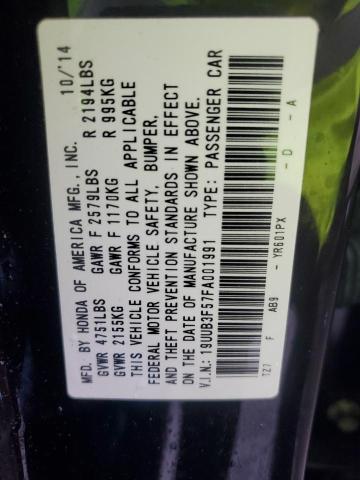 MFD. BY HONDA OF AMERICA MFG., INC. 10/'14
GVWR 4751LBS GAWR F 2579LBS R 2194LBS
GVWR 2155KG GAWR F 1170KG R 995KG
THIS VEHICLE CONFORMS TO ALL APPLICABLE
FEDERAL MOTOR VEHICLE SAFETY, BUMPER,
AND THEFT PREVENTION STANDARDS IN EFFECT
ON THE DATE OF MANUFACTURE SHOWN ABOVE.
V.I.N.: 19UUB3F57FA001991 TYPE: PASSENGER CAR
TZ7 F AB9 - YR601PX - D - A